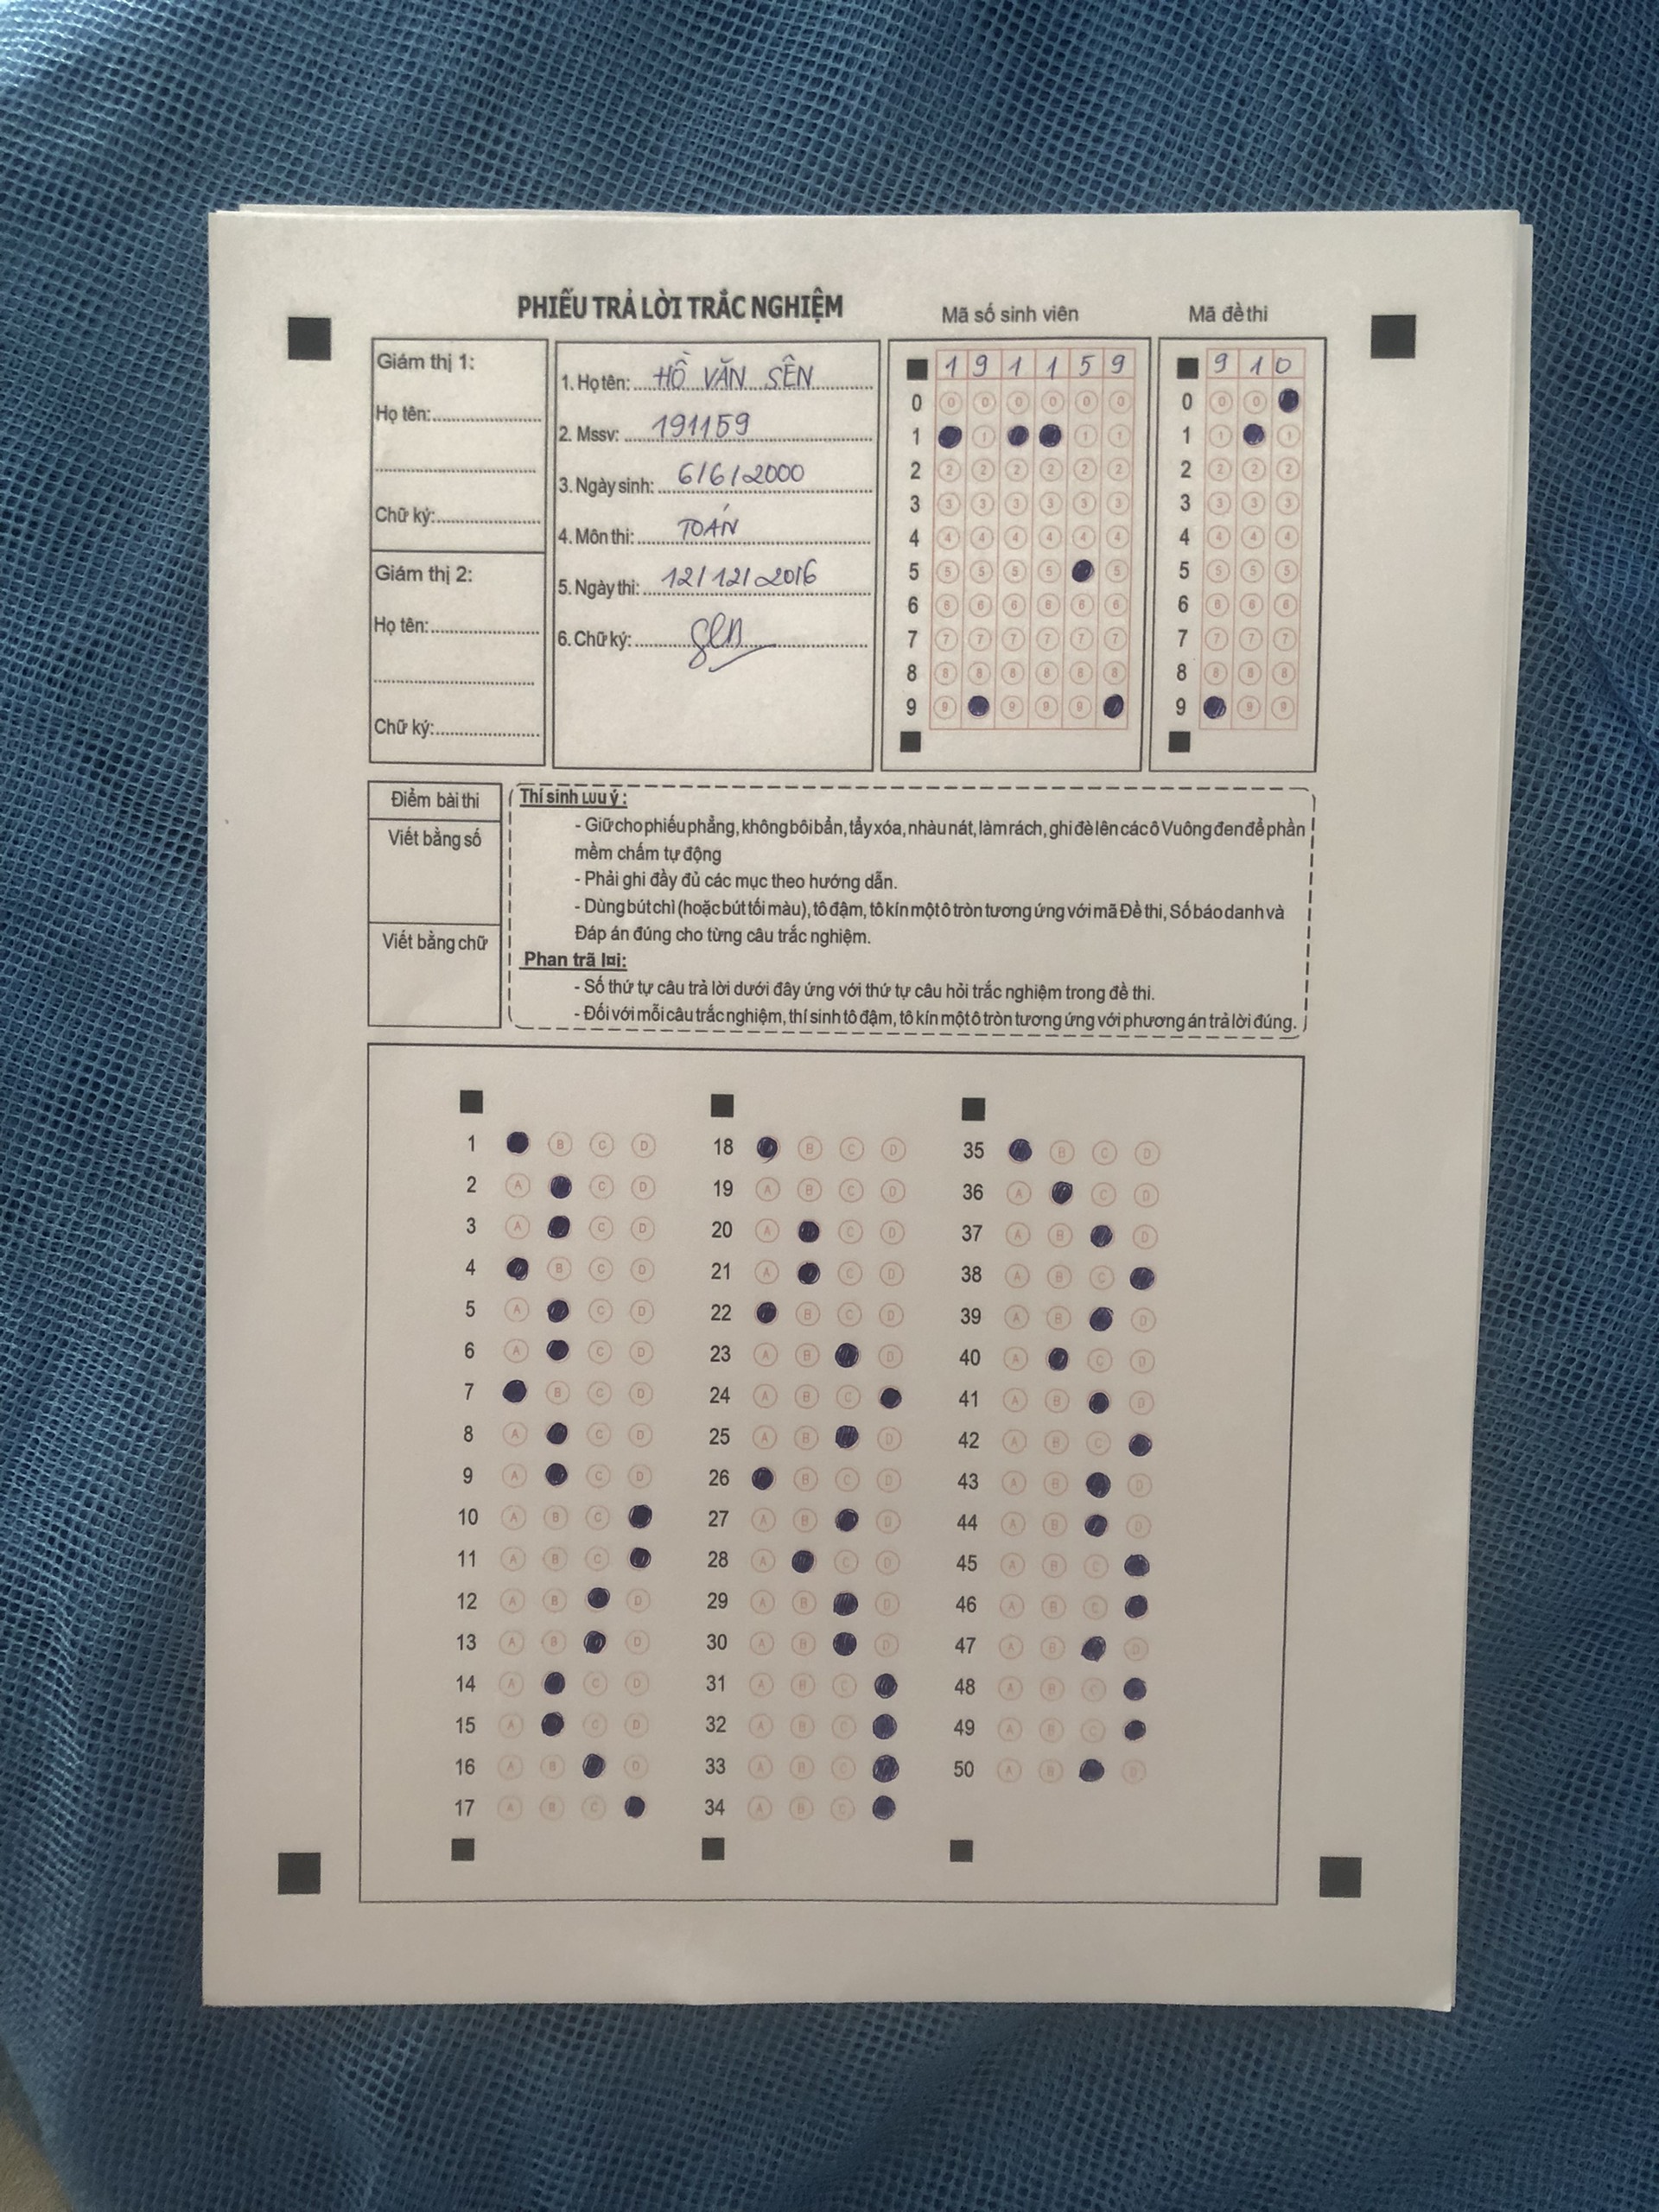 PHIẾU TRẢ LỜI TRẮC NGHIỆM
Mã số sinh viên
Mã đề thi
Giám thị 1:
Họ tên:
Chữ ký:
Giám thị 2:
Họ tên:
Chữ ký:
1. Họ tên: HỒ VĂN SÊN
2. Mssv: 191159
3. Ngày sinh: 6/6/2000
4. Môn thi: TOÁN
5. Ngày thi: 12/12/2016
6. Chữ ký:
1 9 1 1 5 9
0 0 0 0 0 0 0
1 1 1 1
2 2 2 2 2 2 2
3 3 3 3 3 3 3
4 4 4 4 4 4 4
5 5 5 5 5 5
6 6 6 6 6 6 6
7 7 7 7 7 7 7
8 8 8 8 8 8 8
9 9 9 9 9
9 1 0
0 0 0
1 1 1
2 2 2 2
3 3 3 3
4 4 4 4
5 5 5 5
6 6 6 6
7 7 7 7
8 8 8 8
9 9 9
Điểm bài thi
Viết bằng số
Viết bằng chữ
Thí sinh LƯU ý :
- Giữ cho phiếu phẳng, không bôi bẩn, tẩy xóa, nhàu nát, làm rách, ghi đè lên các ô Vuông đen để phần
mềm chấm tự động
- Phải ghi đầy đủ các mục theo hướng dẫn.
- Dùng bút chì (hoặc bút tối màu), tô đậm, tô kín một ô tròn tương ứng với mã Đề thi, Số báo danh và
Đáp án đúng cho từng câu trắc nghiệm.
Phan trã l¤i:
- Số thứ tự câu trả lời dưới đây ứng với thứ tự câu hỏi trắc nghiệm trong đề thi.
- Đối với mỗi câu trắc nghiệm, thí sinh tô đậm, tô kín một ô tròn tương ứng với phương án trả lời đúng.
1 B C D
2 A C D
3 A C D
4 B C D
5 A C D
6 A C D
7 B C D
8 A C D
9 A C D
10 A B C
11 A B C
12 A B D
13 A B D
14 A C D
15 A C D
16 A B D
17 A B C
18 B C D
19 A B C D
20 A C D
21 A C D
22 B C D
23 A B D
24 A B C
25 A B D
26 B C D
27 A B D
28 A C D
29 A B D
30 A B D
31 A B C
32 A B C
33 A B C
34 A B C
35 B C D
36 A C D
37 A B D
38 A B C
39 A B D
40 A C D
41 A B D
42 A B C
43 A B D
44 A B D
45 A B C
46 A B C
47 A B D
48 A B C
49 A B C
50 A B D